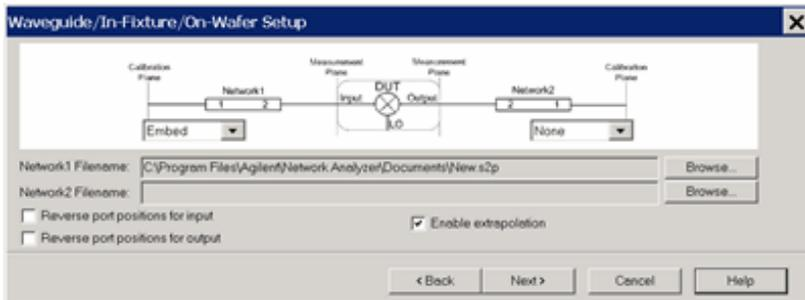 Waveguide/In-Fixture/On-Wafer Setup
Calibration Plane
Measurement Plane
Measurement Plane
Calibration Plane
Network1
1 2
Input
DUT
Output
LO
Network2
2 1
Embed
None
Network1 Filename: C:\Program Files\Agilent\Network Analyzer\Documents\New.s2p Browse...
Network2 Filename: Browse...
Reverse port positions for input
Enable extrapolation
Reverse port positions for output
< Back Next > Cancel Help